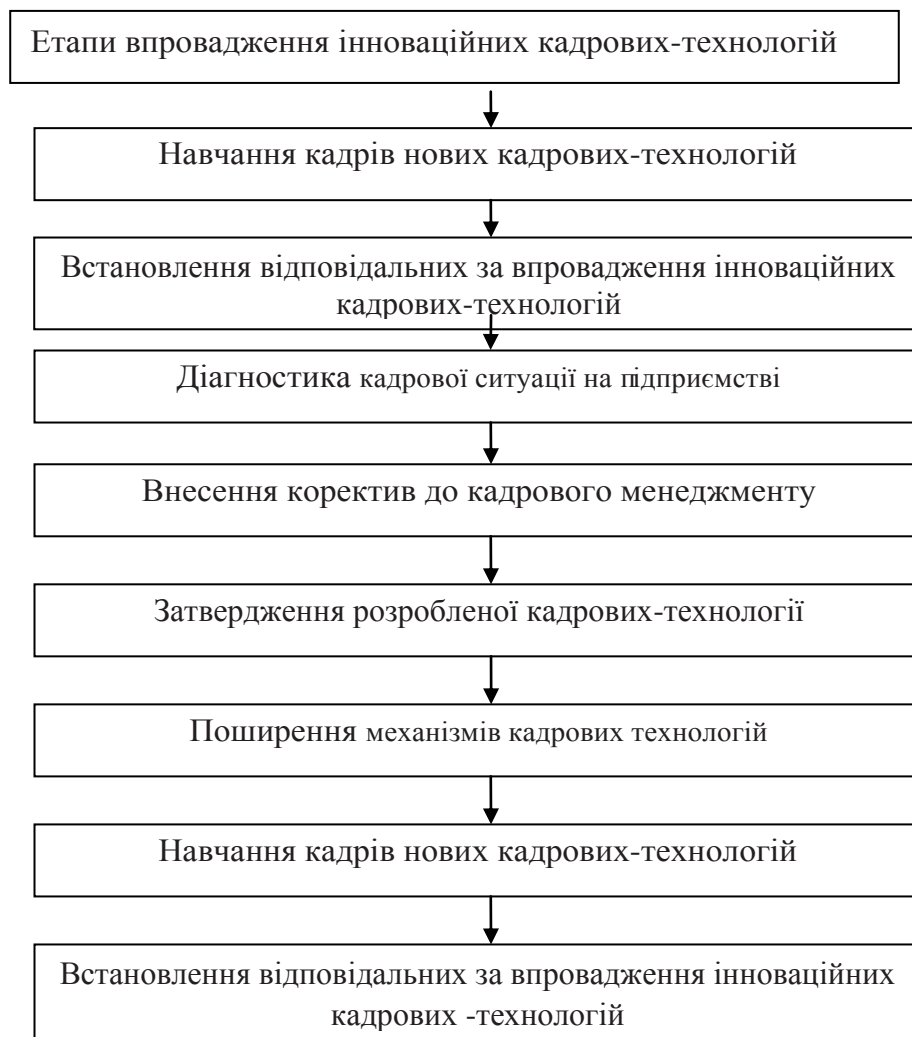 Етапи впровадження інноваційних кадрових-технологій
Навчання кадрів нових кадрових-технологій
Встановлення відповідальних за впровадження інноваційних
кадрових-технологій
Діагностика кадрової ситуації на підприємстві
Внесення коректив до кадрового менеджменту
Затвердження розробленої кадрових-технології
Поширення механізмів кадрових технологій
Навчання кадрів нових кадрових-технологій
Встановлення відповідальних за впровадження інноваційних
кадрових -технологій